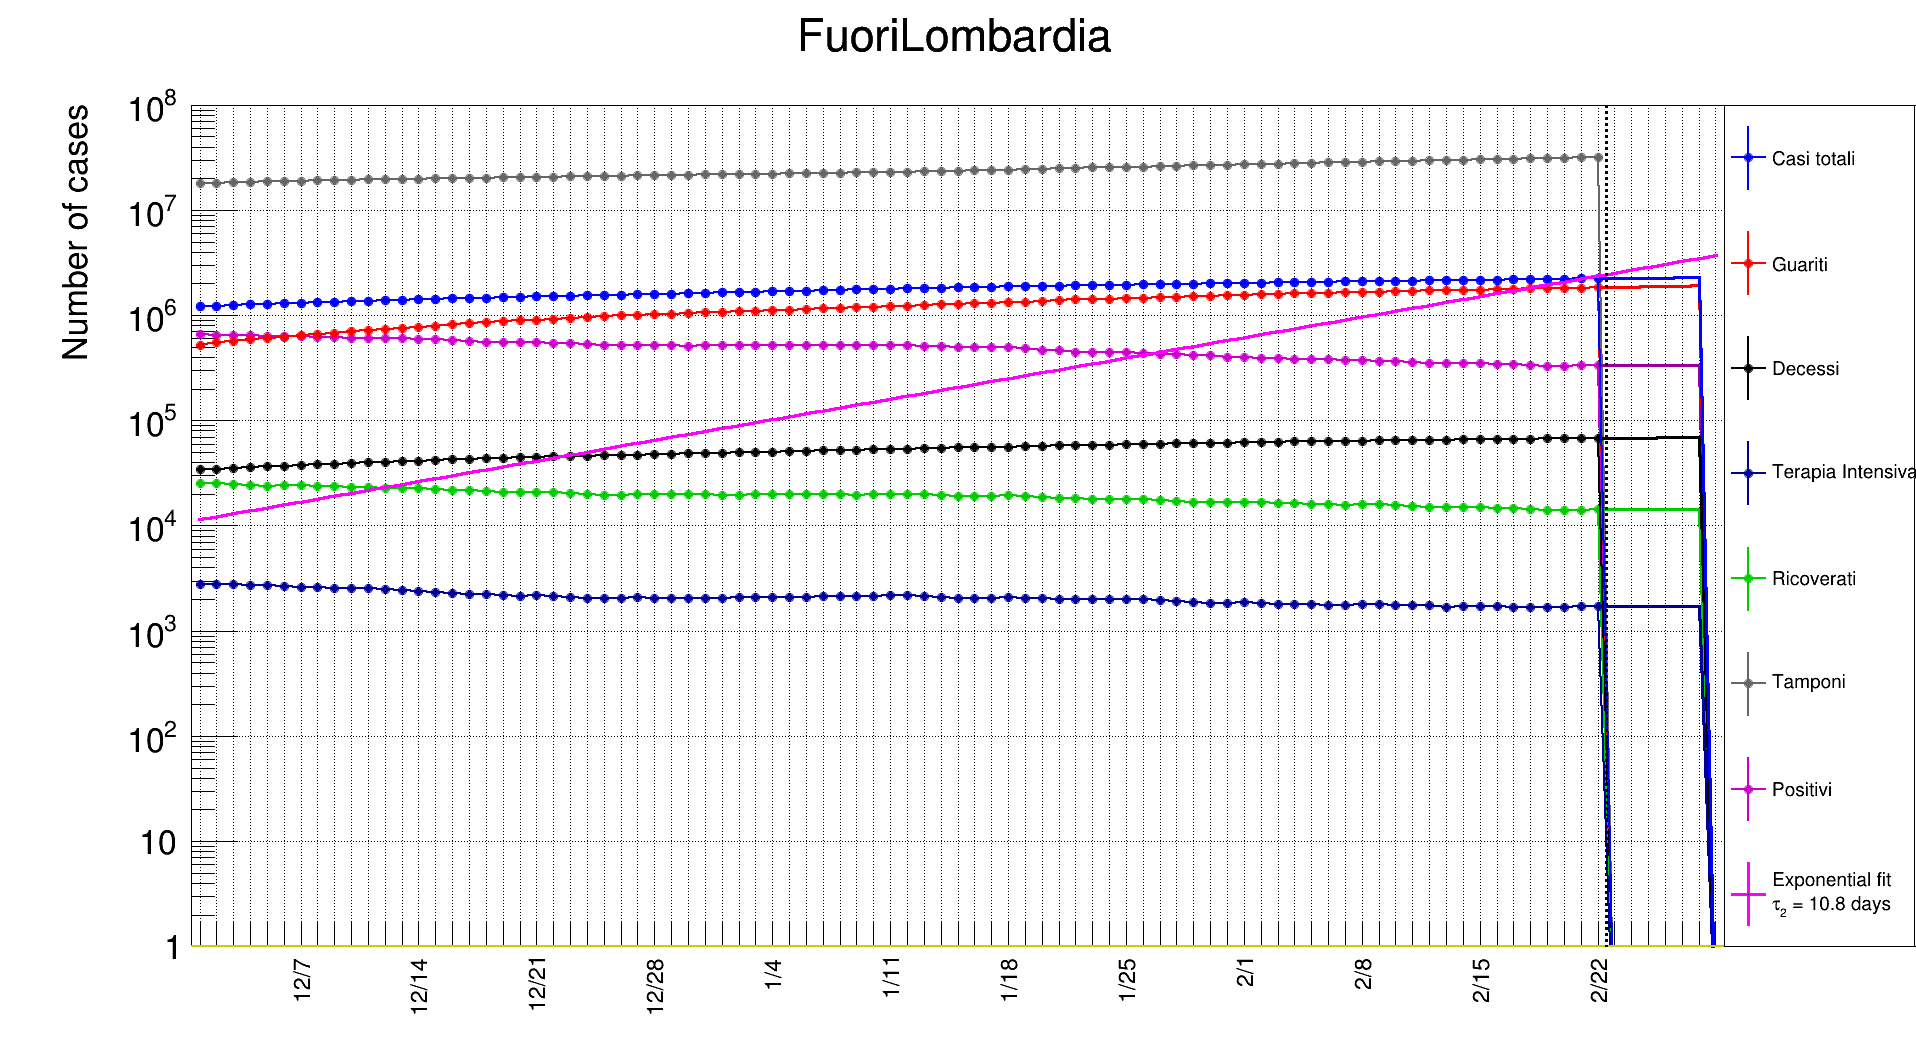 FuoriLombardia
Number of cases
10^8
10^7
10^6
10^5
10^4
10^3
10^2
10
1
12/7
12/14
12/21
12/28
1/4
1/11
1/18
1/25
2/1
2/8
2/15
2/22
Casi totali
Guariti
Decessi
Terapia Intensiva
Ricoverati
Tamponi
Positivi
Exponential fit
τ₂ = 10.8 days